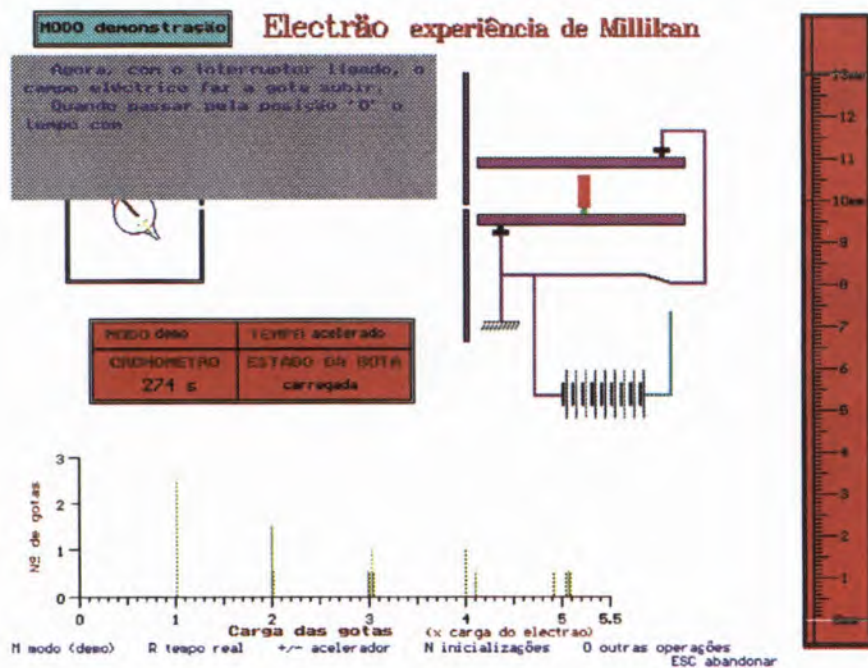 MODO demonstração
Electrão experiência de Millikan
Agora, com o interruptor ligado, o
campo eléctrico faz a gota subir.
Quando passar pela posição "0" o
tempo com
MODO demo
TEMPO acelerado
CRONOMETRO
274 s
ESTADO DA GOTA
carregada
13mm
12
11
10mm
9
8
7
6
5
4
3
2
1
0mm
Nº de gotas
3
2
1
0
0 1 2 3 4 5 5.5
Carga das gotas (x carga do electrao)
M modo (demo) R tempo real +/- acelerador N inicializações O outras operações
ESC abandonar